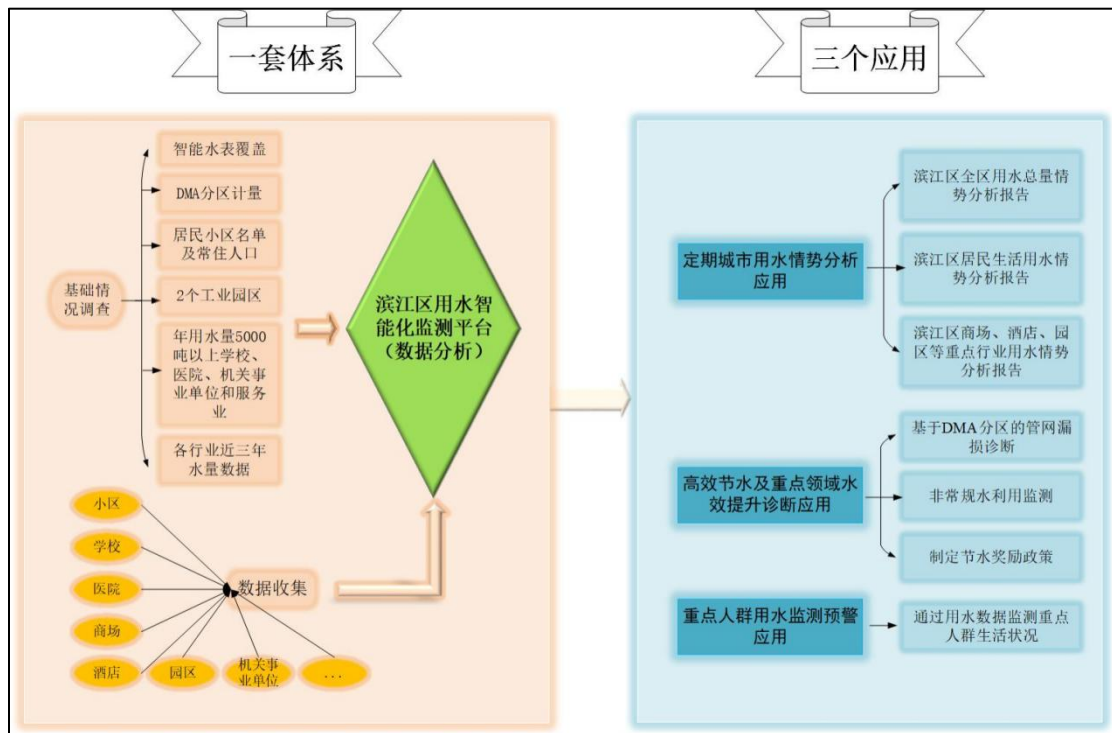 一套体系
三个应用
基础情
况调查
智能水表覆盖
DMA分区计量
居民小区名单
及常住人口
2个工业园区
年用水量5000
吨以上学校、
医院、机关事
业单位和服务
业
各行业近三年
水量数据
小区
学校
医院
商场
酒店
园区
机关事
业单位
...
数据收集
滨江区用水智
能化监测平台
（数据分析）
定期城市用水情势分析
应用
滨江区全区用水总量情
势分析报告
滨江区居民生活用水情
势分析报告
滨江区商场、酒店、园
区等重点行业用水情势
分析报告
高效节水及重点领域水
效提升诊断应用
基于DMA分区的管网漏
损诊断
非常规水利用监测
制定节水奖励政策
重点人群用水监测预警
应用
通过用水数据监测重点
人群生活状况